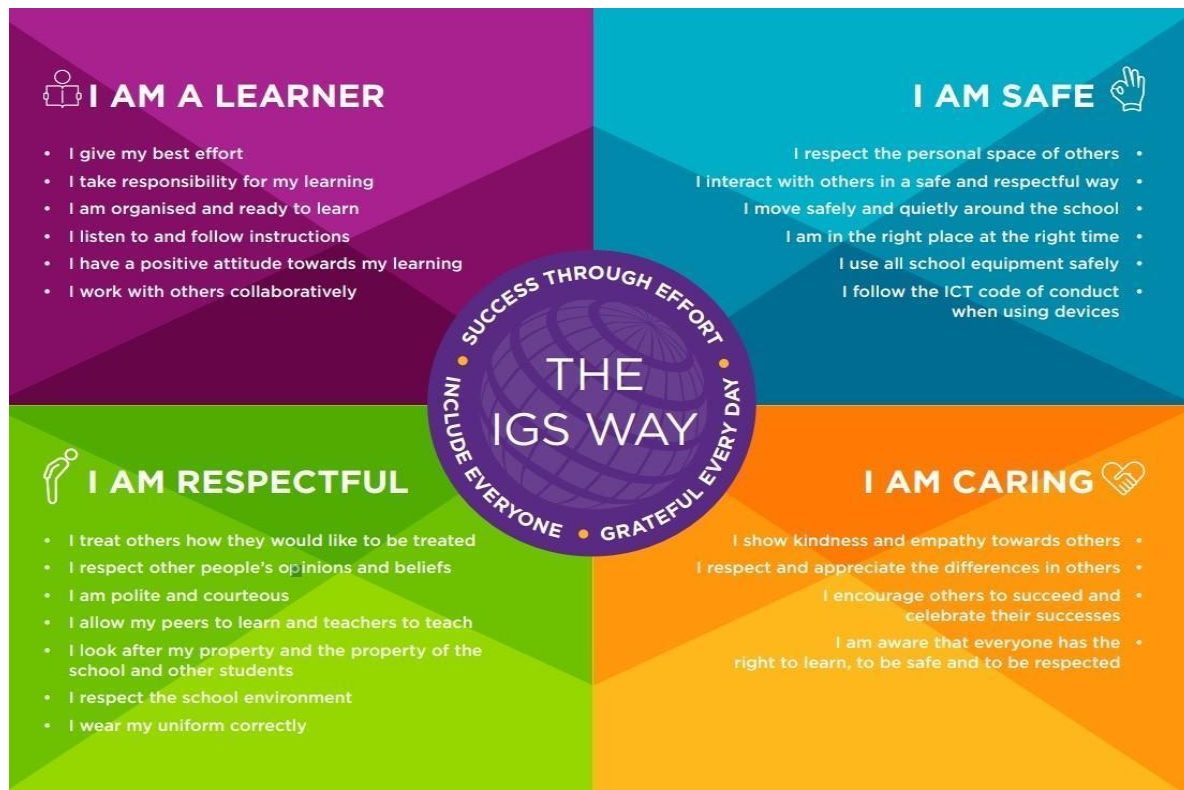 I AM A LEARNER
• I give my best effort
• I take responsibility for my learning
• I am organised and ready to learn
• I listen to and follow instructions
• I have a positive attitude towards my learning
• I work with others collaboratively
I AM SAFE
I respect the personal space of others •
I interact with others in a safe and respectful way •
I move safely and quietly around the school •
I am in the right place at the right time •
I use all school equipment safely •
I follow the ICT code of conduct •
when using devices
SUCCESS THROUGH EFFORT
THE
IGS WAY
INCLUDE EVERYONE • GRATEFUL EVERY DAY
I AM RESPECTFUL
• I treat others how they would like to be treated
• I respect other people's opinions and beliefs
• I am polite and courteous
• I allow my peers to learn and teachers to teach
• I look after my property and the property of the
school and other students
• I respect the school environment
• I wear my uniform correctly
I AM CARING
I show kindness and empathy towards others •
I respect and appreciate the differences in others •
I encourage others to succeed and •
celebrate their successes
I am aware that everyone has the •
right to learn, to be safe and to be respected